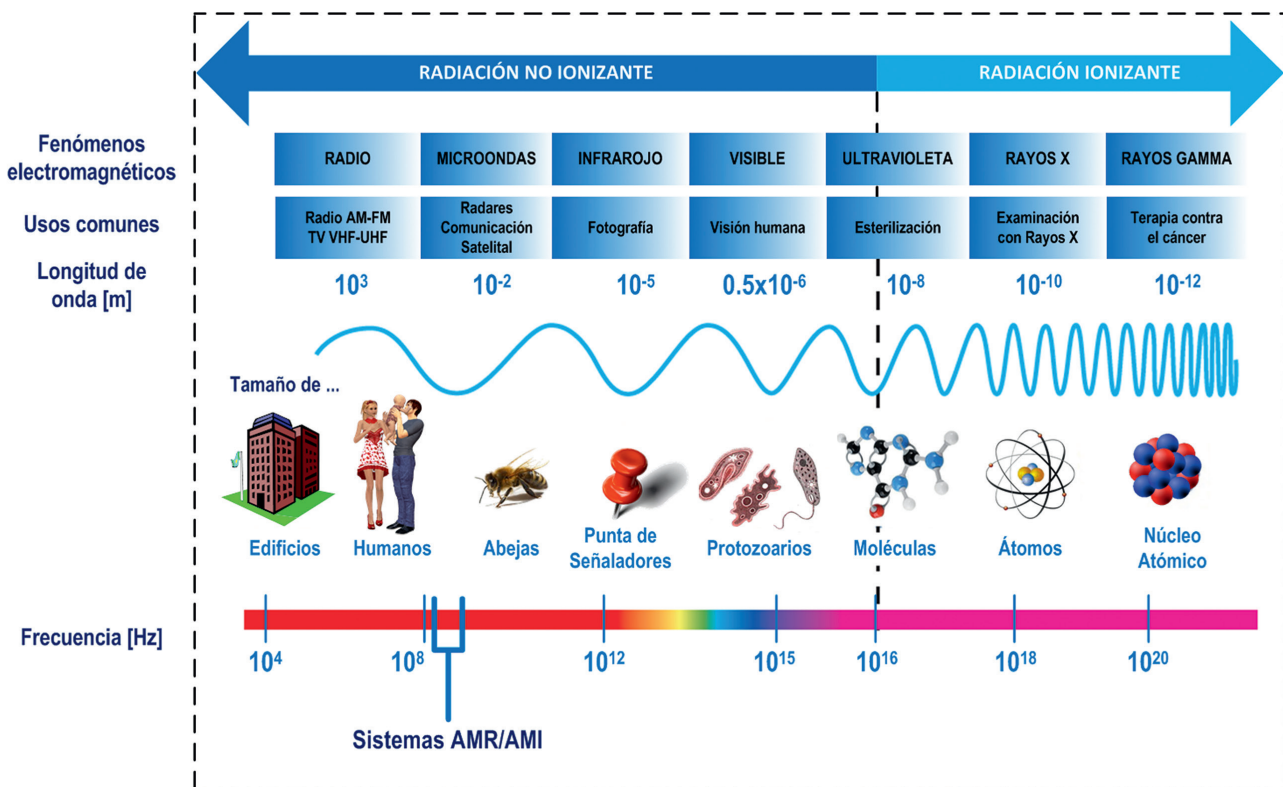 RADIACIÓN NO IONIZANTE
RADIACIÓN IONIZANTE
Fenómenos
electromagnéticos
RADIO
MICROONDAS
INFRAROJO
VISIBLE
ULTRAVIOLETA
RAYOS X
RAYOS GAMMA
Usos comunes
Radio AM-FM
TV VHF-UHF
Radares
Comunicación
Satelital
Fotografía
Visión humana
Esterilización
Examinación
con Rayos X
Terapia contra
el cáncer
Longitud de
onda [m]
10³
10⁻²
10⁻⁵
0.5x10⁻⁶
10⁻⁸
10⁻¹⁰
10⁻¹²
Tamaño de ...
Edificios
Humanos
Abejas
Punta de
Señaladores
Protozoarios
Moléculas
Átomos
Núcleo
Atómico
Frecuencia [Hz]
10⁴
10⁸
10¹²
10¹⁵
10¹⁶
10¹⁸
10²⁰
Sistemas AMR/AMI